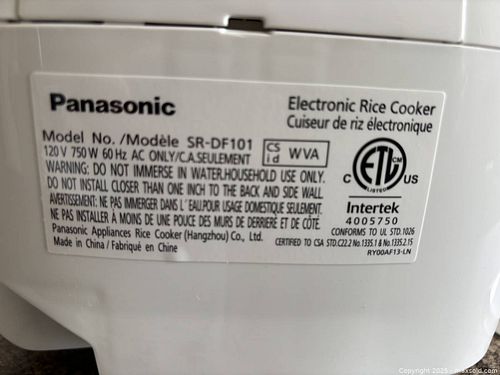 Panasonic
Electronic Rice Cooker
Cuiseur de riz électronique
Model No. /Modèle SR-DF101
120 V 750 W 60 Hz AC ONLY/C.A.SEULEMENT
CS id WVA
WARNING: DO NOT IMMERSE IN WATER.HOUSEHOLD USE ONLY.
DO NOT INSTALL CLOSER THAN ONE INCH TO THE BACK AND SIDE WALL.
AVERTISSEMENT: NE PAS IMMERGER DANS L'EAU.POUR USAGE DOMESTIQUE SEULEMENT.
NE PAS INSTALLER À MOINS DE UNE POUCE DES MURS DE DERRIERE ET DE CÔTÉ.
Panasonic Appliances Rice Cooker (Hangzhou) Co., Ltd.
Made in China / Fabriqué en Chine
ETL CM
C LISTED US
Intertek
4005750
CONFORMS TO UL STD.1026
CERTIFIED TO CSA STD.C22.2 No.1335.1 & No.1335.2.15
RY00AF13-LN
Copyright 2025 - maxsold.com